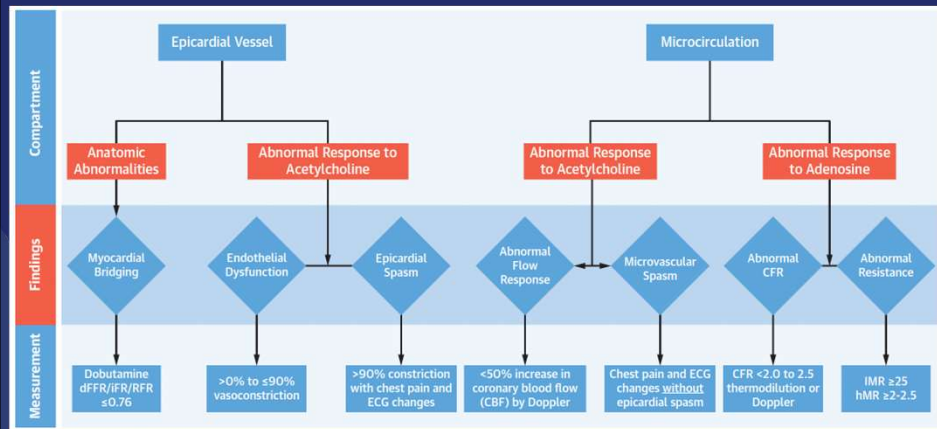 Compartment
Epicardial Vessel
Microcirculation
Anatomic
Abnormalities
Abnormal Response to
Acetylcholine
Abnormal Response
to Acetylcholine
Abnormal Response
to Adenosine
Findings
Myocardial
Bridging
Endothelial
Dysfunction
Epicardial
Spasm
Abnormal
Flow
Response
Microvascular
Spasm
Abnormal
CFR
Abnormal
Resistance
Measurement
Dobutamine
dFFR/iFR/RFR
≤0.76
>0% to ≤90%
vasoconstriction
>90% constriction
with chest pain and
ECG changes
<50% increase in
coronary blood flow
(CBF) by Doppler
Chest pain and ECG
changes without
epicardial spasm
CFR <2.0 to 2.5
thermodilution or
Doppler
IMR ≥25
hMR ≥2-2.5